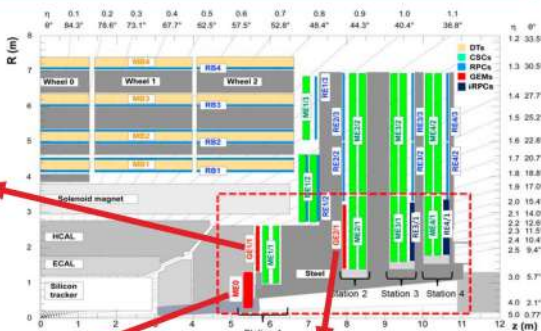 η 0.1 0.2 0.3 0.4 0.5 0.6 0.7 0.8 0.9 1.0 1.1
θ° 84.3° 78.6° 73.1° 67.7° 62.5° 57.5° 52.8° 48.4° 44.3° 40.4° 36.8° η θ°
R (m)
8 7 6 5 4 3 2 1 0
1.2 33.5
DTs
CSCs
RPCs
GEMs
iRPCs
MB4
RB4
Wheel 0 Wheel 1 Wheel 2
MB3
RB3
MB2
RB2
MB1
RB1
ME1/3
RE1/3
ME1/2
RE1/2
RE2/3
ME2/2
RE2/2
RE3/3
ME3/2
RE3/2
RE4/3
ME4/2
RE4/2
1.4 27.7
1.5 25.2
1.7 20.7
1.8 18.8
1.9 17.0
2.0 15.4
2.1 14.0
2.2 12.6
2.3 11.5
2.4 10.4
2.5 9.4°
3.0 5.7°
4.0 2.1°
5.0 0.77°
Solenoid magnet
HCAL
ECAL
Silicon
tracker
GE1/1
ME1/1
ME0
Steel
GE2/1
ME2/1
ME3/1
RE3/1
ME4/1
RE4/1
Station 2 Station 3 Station 4
0 1 2 3 4 5 6 7 8 9 10 11 12 z (m)